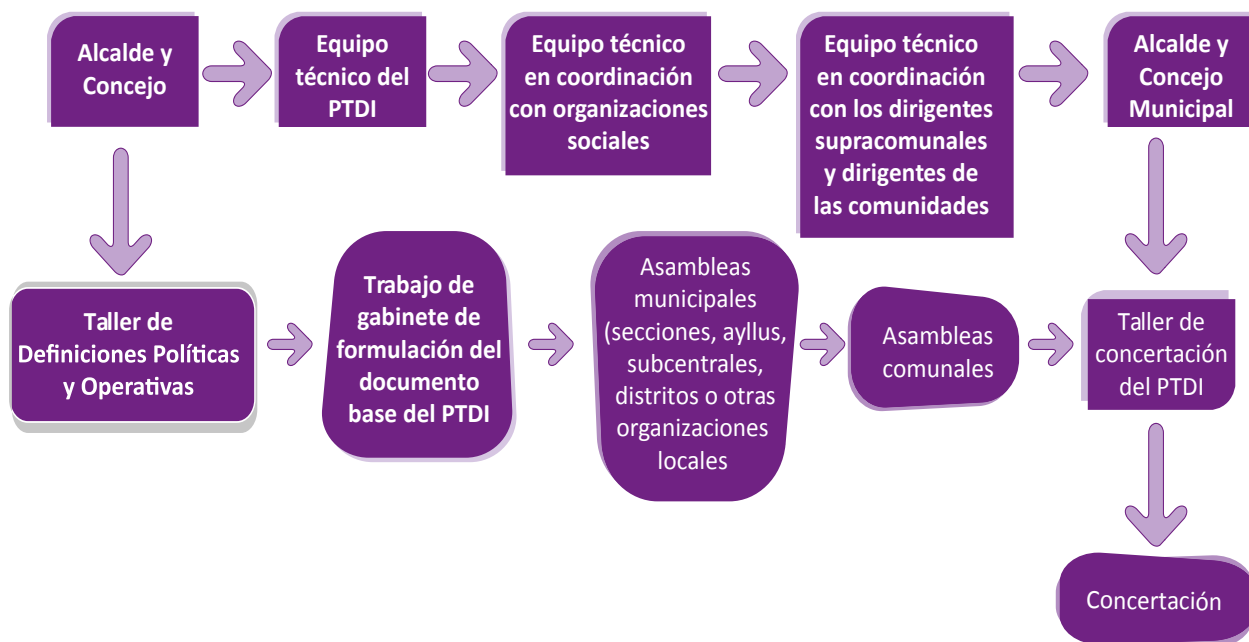 Alcalde y
Concejo
Equipo
técnico del
PTDI
Equipo técnico
en coordinación
con organizaciones
sociales
Equipo técnico
en coordinación
con los dirigentes
supracomunales
y dirigentes de
las comunidades
Alcalde y
Concejo
Municipal
Taller de
Definiciones Políticas
y Operativas
Trabajo de
gabinete de
formulación del
documento
base del PTDI
Asambleas
municipales
(secciones, ayllus,
subcentrales,
distritos o otras
organizaciones
locales
Asambleas
comunales
Taller de
concertación
del PTDI
Concertación